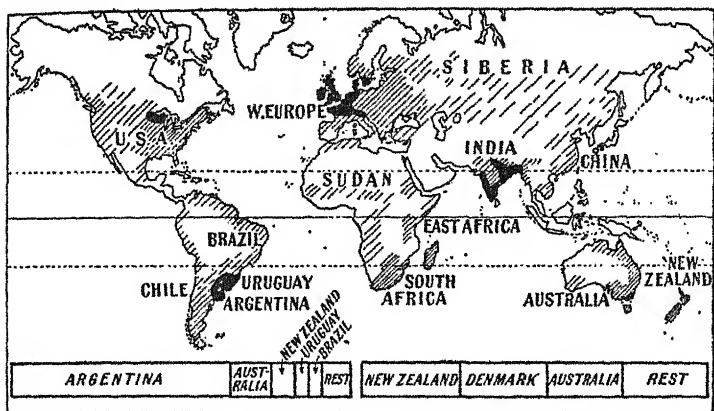 SIBERIA
W. EUROPE
U.S.A
INDIA
CHINA
SUDAN
EAST AFRICA
BRAZIL
NEW
ZEALAND
CHILE
URUGUAY
ARGENTINA
SOUTH
AFRICA
AUSTRALIA
NEW ZEALAND
URUGUAY
BRAZIL
ARGENTINA
AUST-
RALIA
REST
NEW ZEALAND
DENMARK
AUSTRALIA
REST